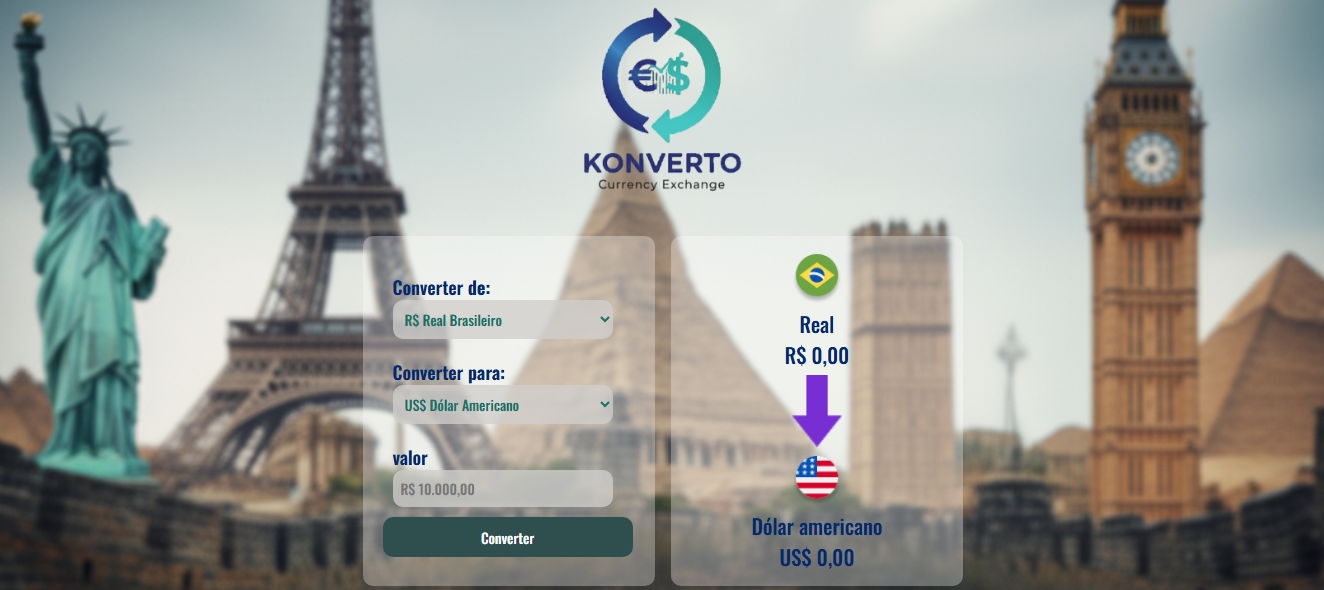 € $
KONVERTO
Currency Exchange
Converter de:
R$ Real Brasileiro
Converter para:
US$ Dólar Americano
valor
R$ 10.000,00
Converter
Real
R$ 0,00
Dólar americano
US$ 0,00